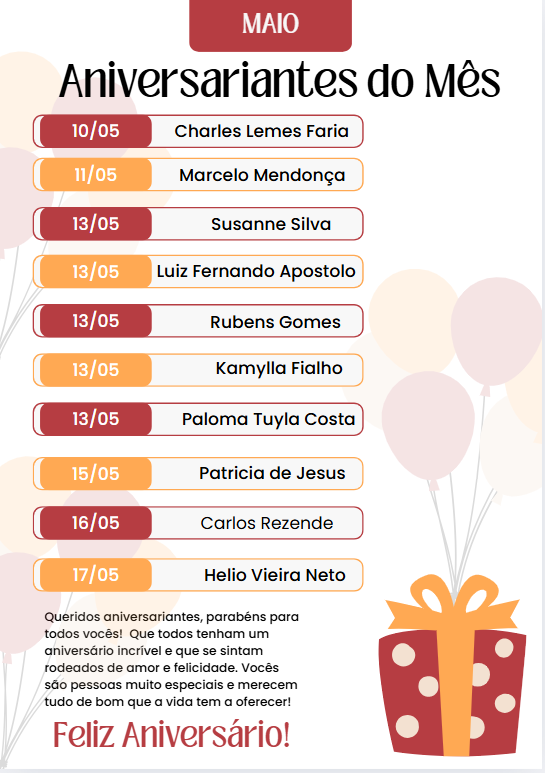 MAIO
Aniversariantes do Mês
10/05 Charles Lemes Faria
11/05 Marcelo Mendonça
13/05 Susanne Silva
13/05 Luiz Fernando Apostolo
13/05 Rubens Gomes
13/05 Kamylla Fialho
13/05 Paloma Tuyla Costa
15/05 Patricia de Jesus
16/05 Carlos Rezende
17/05 Helio Vieira Neto
Queridos aniversariantes, parabéns para
todos vocês! Que todos tenham um
aniversário incrível e que se sintam
rodeados de amor e felicidade. Vocês
são pessoas muito especiais e merecem
tudo de bom que a vida tem a oferecer!
Feliz Aniversário!